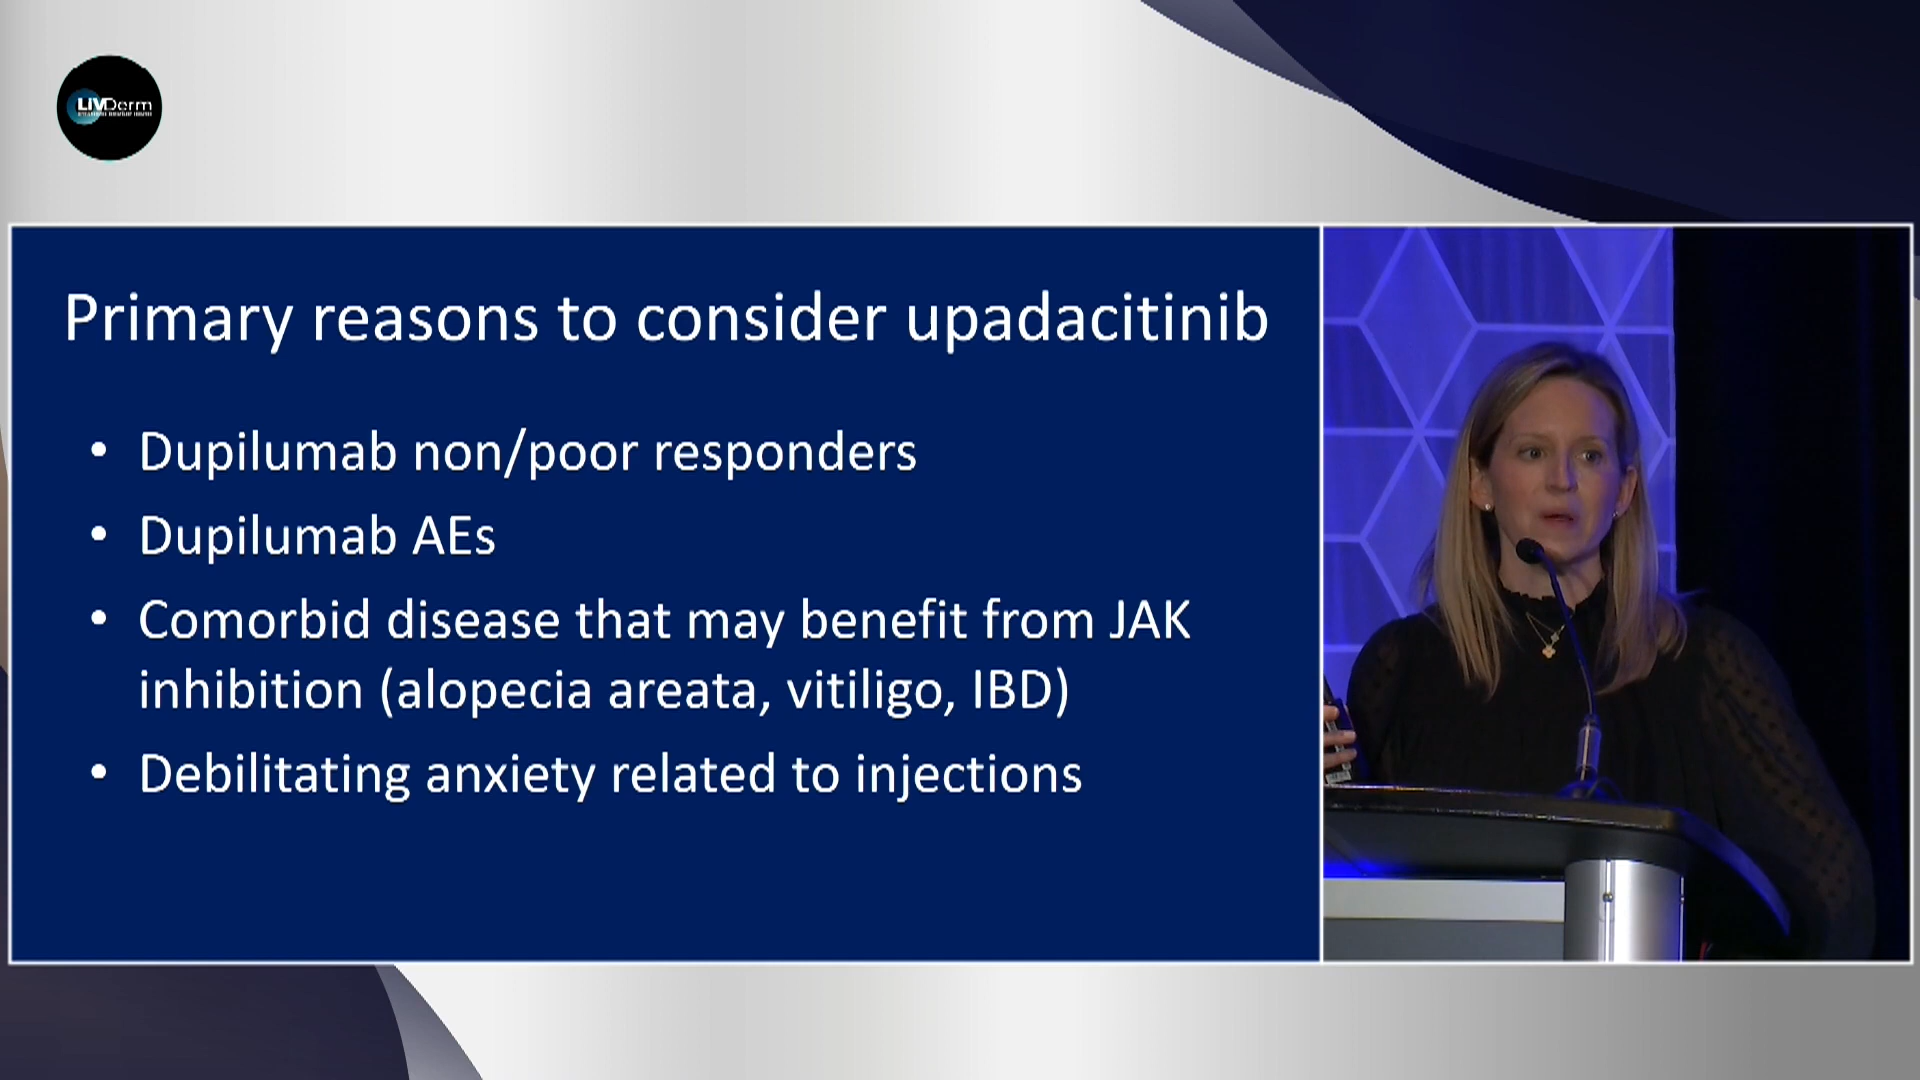 LIVDerm
Primary reasons to consider upadacitinib
• Dupilumab non/poor responders
• Dupilumab AEs
• Comorbid disease that may benefit from JAK
inhibition (alopecia areata, vitiligo, IBD)
• Debilitating anxiety related to injections